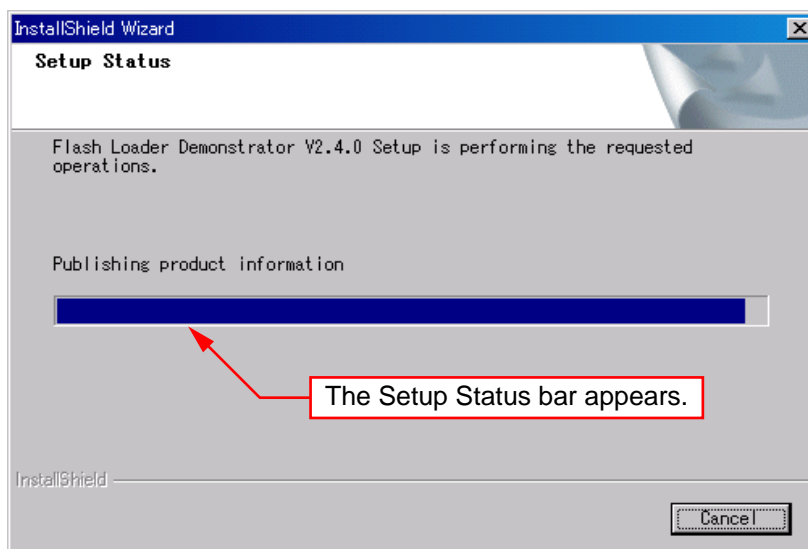 InstallShield Wizard
Setup Status
Flash Loader Demonstrator V2.4.0 Setup is performing the requested
operations.
Publishing product information
The Setup Status bar appears.
InstallShield
Cancel